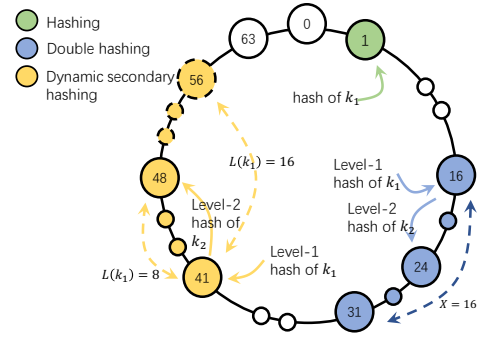 Hashing
Double hashing
Dynamic secondary
hashing
63
0
1
56
hash of k₁
L(k₁) = 16
Level-1
hash of k₁
16
48
Level-2
hash of
k₂
Level-2
hash of k₂
Level-1
hash of k₁
24
L(k₁) = 8
41
X = 16
31